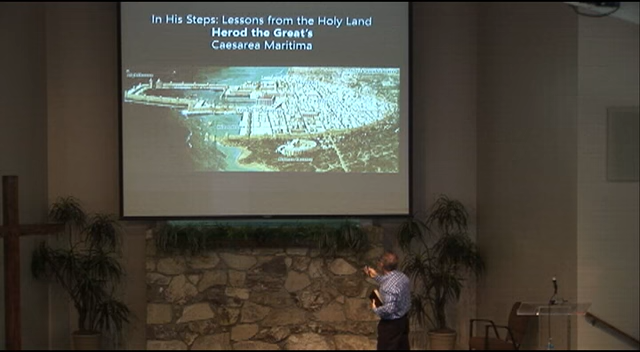 In His Steps: Lessons from the Holy Land
Herod the Great's
Caesarea Maritima